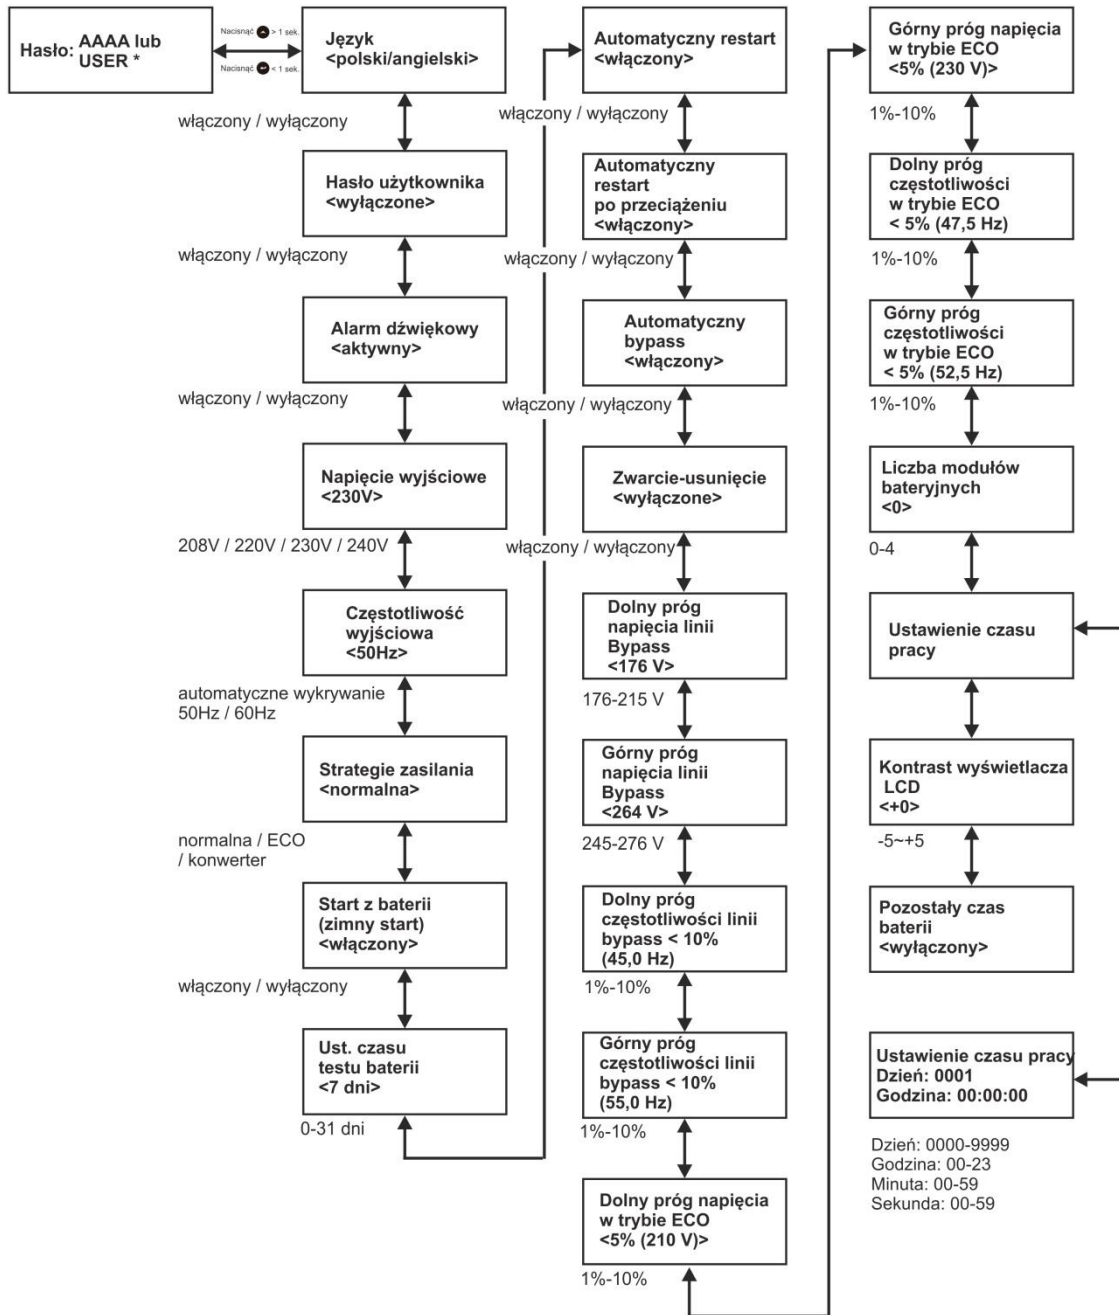 Hasło: AAAA lub
USER *
Nacisnąć > 1 sek.
Nacisnąć < 1 sek.
Język
<polski/angielski>
włączony / wyłączony
Hasło użytkownika
<wyłączone>
włączony / wyłączony
Alarm dźwiękowy
<aktywny>
włączony / wyłączony
Napięcie wyjściowe
<230V>
208V / 220V / 230V / 240V
Częstotliwość
wyjściowa
<50Hz>
automatyczne wykrywanie
50Hz / 60Hz
Strategie zasilania
<normalna>
normalna / ECO
/ konwerter
Start z baterii
(zimny start)
<włączony>
włączony / wyłączony
Ust. czasu
testu baterii
<7 dni>
0-31 dni
Automatyczny restart
<włączony>
włączony / wyłączony
Automatyczny
restart
po przeciążeniu
<włączony>
włączony / wyłączony
Automatyczny
bypass
<włączony>
włączony / wyłączony
Zwarcie-usunięcie
<wyłączone>
włączony / wyłączony
Dolny próg
napięcia linii
Bypass
<176 V>
176-215 V
Górny próg
napięcia linii
Bypass
<264 V>
245-276 V
Dolny próg
częstotliwości linii
bypass < 10%
(45,0 Hz)
1%-10%
Górny próg
częstotliwości linii
bypass < 10%
(55,0 Hz)
1%-10%
Dolny próg napięcia
w trybie ECO
<5% (210 V)>
1%-10%
Górny próg napięcia
w trybie ECO
<5% (230 V)>
1%-10%
Dolny próg
częstotliwości
w trybie ECO
< 5% (47,5 Hz)
1%-10%
Górny próg
częstotliwości
w trybie ECO
< 5% (52,5 Hz)
1%-10%
Liczba modułów
bateryjnych
<0>
0-4
Ustawienie czasu
pracy
Kontrast wyświetlacza
LCD
<+0>
-5~+5
Pozostały czas
baterii
<wyłączony>
Ustawienie czasu pracy
Dzień: 0001
Godzina: 00:00:00
Dzień: 0000-9999
Godzina: 00-23
Minuta: 00-59
Sekunda: 00-59